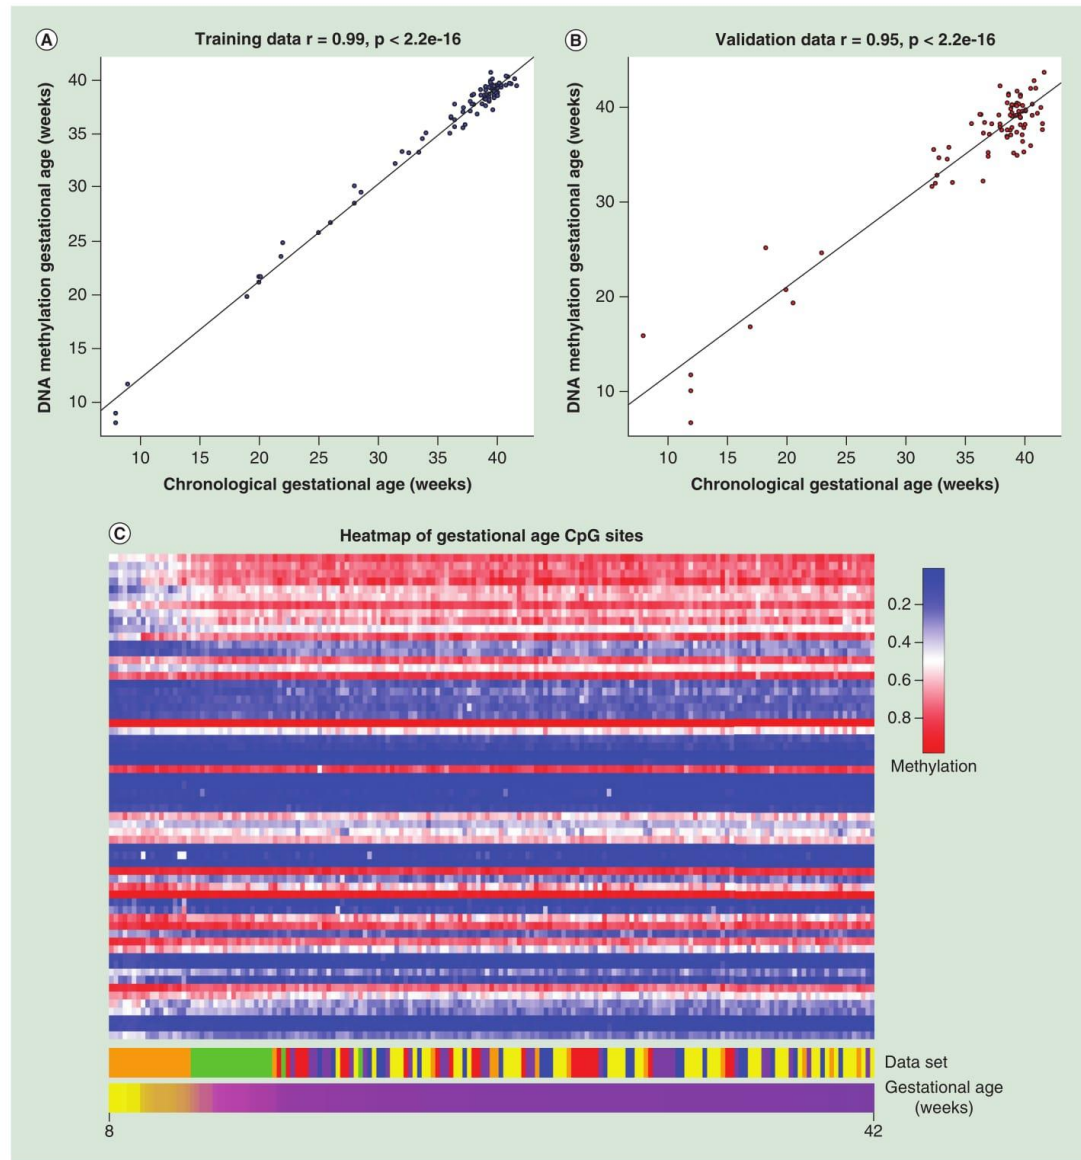 A
Training data r = 0.99, p < 2.2e-16
DNA methylation gestational age (weeks)
40
35
30
25
20
15
10
10 15 20 25 30 35 40
Chronological gestational age (weeks)
B
Validation data r = 0.95, p < 2.2e-16
DNA methylation gestational age (weeks)
40
30
20
10
10 15 20 25 30 35 40
Chronological gestational age (weeks)
C
Heatmap of gestational age CpG sites
0.2
0.4
0.6
0.8
Methylation
Data set
Gestational age
(weeks)
8 42